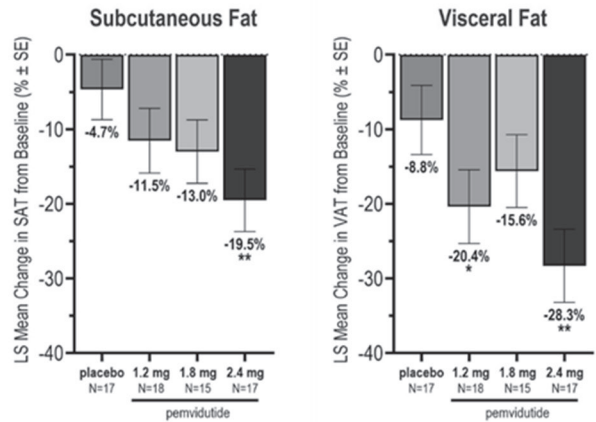 Subcutaneous Fat
LS Mean Change in SAT from Baseline (% ± SE)
0
-10
-20
-30
-40
-4.7%
-11.5%
-13.0%
-19.5%
**
placebo 1.2 mg 1.8 mg 2.4 mg
N=17 N=18 N=15 N=17
pemvidutide
Visceral Fat
LS Mean Change in VAT from Baseline (% ± SE)
0
-10
-20
-30
-40
-8.8%
-20.4%
*
-15.6%
-28.3%
**
placebo 1.2 mg 1.8 mg 2.4 mg
N=17 N=18 N=15 N=17
pemvidutide